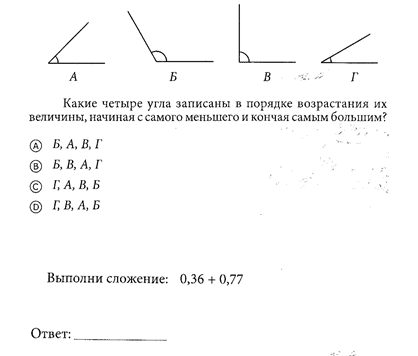 А Б В Г
Какие четыре угла записаны в порядке возрастания их
величины, начиная с самого меньшего и кончая самым большим?
A Б, А, В, Г
B Б, В, А, Г
C Г, А, В, Б
D Г, В, А, Б
Выполни сложение: 0,36 + 0,77
Ответ: ____________